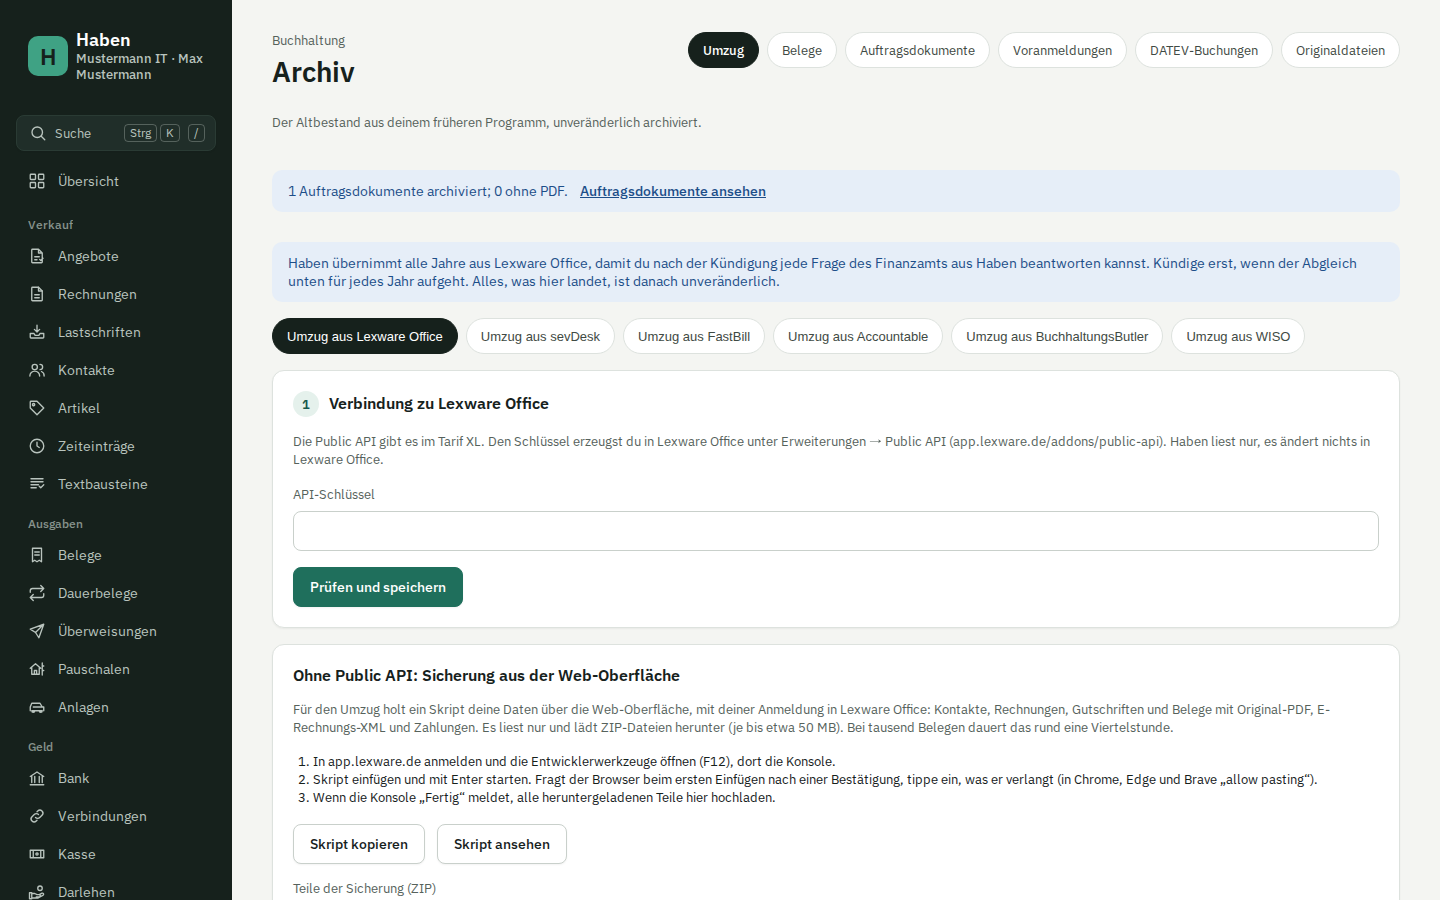 H
Haben
Mustermann IT · Max
Mustermann
Suche
Strg K /
Übersicht
Verkauf
Angebote
Rechnungen
Lastschriften
Kontakte
Artikel
Zeiteinträge
Textbausteine
Ausgaben
Belege
Dauerbelege
Überweisungen
Pauschalen
Anlagen
Geld
Bank
Verbindungen
Kasse
Darlehen
Buchhaltung
Archiv
Umzug
Belege
Auftragsdokumente
Voranmeldungen
DATEV-Buchungen
Originaldateien
Der Altbestand aus deinem früheren Programm, unveränderlich archiviert.
1 Auftragsdokumente archiviert; 0 ohne PDF. Auftragsdokumente ansehen
Haben übernimmt alle Jahre aus Lexware Office, damit du nach der Kündigung jede Frage des Finanzamts aus Haben beantworten kannst. Kündige erst, wenn der Abgleich
unten für jedes Jahr aufgeht. Alles, was hier landet, ist danach unveränderlich.
Umzug aus Lexware Office
Umzug aus sevDesk
Umzug aus FastBill
Umzug aus Accountable
Umzug aus BuchhaltungsButler
Umzug aus WISO
1 Verbindung zu Lexware Office
Die Public API gibt es im Tarif XL. Den Schlüssel erzeugst du in Lexware Office unter Erweiterungen → Public API (app.lexware.de/addons/public-api). Haben liest nur, es ändert nichts in
Lexware Office.
API-Schlüssel
Prüfen und speichern
Ohne Public API: Sicherung aus der Web-Oberfläche
Für den Umzug holt ein Skript deine Daten über die Web-Oberfläche, mit deiner Anmeldung in Lexware Office: Kontakte, Rechnungen, Gutschriften und Belege mit Original-PDF, E-
Rechnungs-XML und Zahlungen. Es liest nur und lädt ZIP-Dateien herunter (je bis etwa 50 MB). Bei tausend Belegen dauert das rund eine Viertelstunde.
1. In app.lexware.de anmelden und die Entwicklerwerkzeuge öffnen (F12), dort die Konsole.
2. Skript einfügen und mit Enter starten. Fragt der Browser beim ersten Einfügen nach einer Bestätigung, tippe ein, was er verlangt (in Chrome, Edge und Brave „allow pasting“).
3. Wenn die Konsole „Fertig“ meldet, alle heruntergeladenen Teile hier hochladen.
Skript kopieren
Skript ansehen
Teile der Sicherung (ZIP)